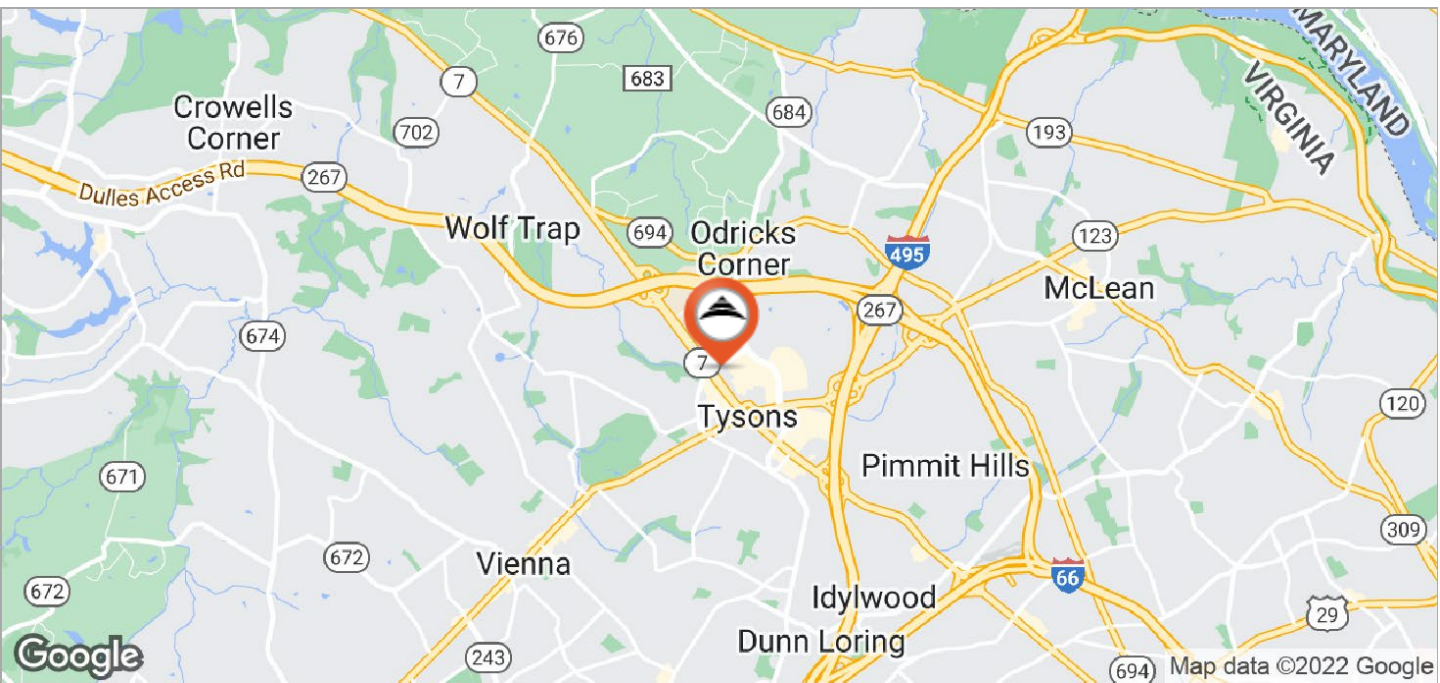 676
MARYLAND
VIRGINIA
7
683
Crowells
Corner
684
702
193
Dulles Access Rd
267
Wolf Trap
694
Odricks
Corner
495
123
McLean
267
674
7
120
Tysons
Pimmit Hills
671
309
672
Vienna
66
672
Idylwood
29
Dunn Loring
Google
243
694
Map data ©2022 Google